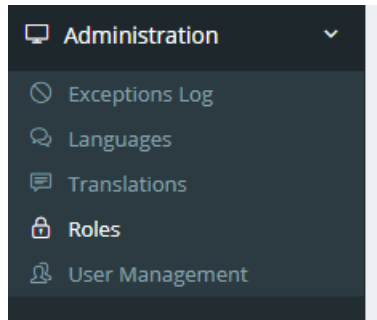 Administration
Exceptions Log
Languages
Translations
Roles
User Management